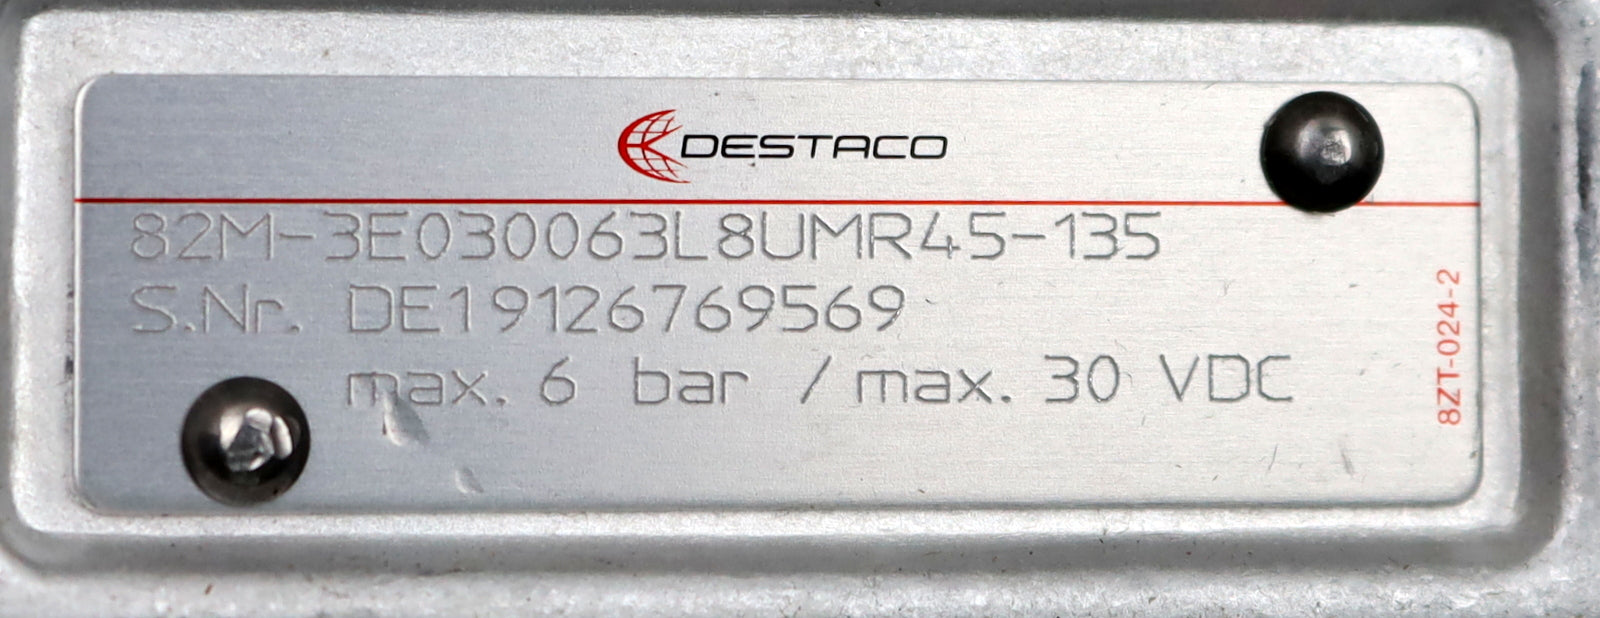 DESTACO
82M-3E030063L8UMR45-135
S.Nr. DE19126769569
max. 6 bar / max. 30 VDC
8ZT-024-2